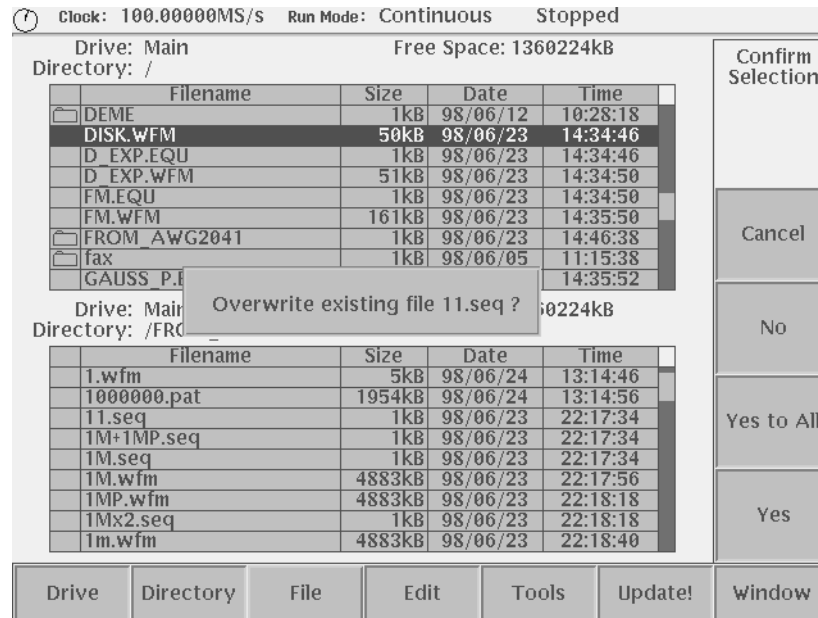 Clock: 100.00000MS/s Run Mode: Continuous Stopped
Drive: Main Free Space: 1360224kB
Directory: /
Filename Size Date Time
DEME 1kB 98/06/12 10:28:18
DISK.WFM 50kB 98/06/23 14:34:46
D_EXP.EQU 1kB 98/06/23 14:34:46
D_EXP.WFM 51kB 98/06/23 14:34:50
FM.EQU 1kB 98/06/23 14:34:50
FM.WFM 161kB 98/06/23 14:35:50
FROM_AWG2041 1kB 98/06/23 14:46:38
fax 1kB 98/06/05 11:15:38
GAUSS_P.E 14:35:52
Overwrite existing file 11.seq ?
Drive: Mair 60224kB
Directory: /FRO
Filename Size Date Time
1.wfm 5kB 98/06/24 13:14:46
1000000.pat 1954kB 98/06/24 13:14:56
11.seq 1kB 98/06/23 22:17:34
1M+1MP.seq 1kB 98/06/23 22:17:34
1M.seq 1kB 98/06/23 22:17:34
1M.wfm 4883kB 98/06/23 22:17:56
1MP.wfm 4883kB 98/06/23 22:18:18
1Mx2.seq 1kB 98/06/23 22:18:18
1m.wfm 4883kB 98/06/23 22:18:40
Confirm
Selection
Cancel
No
Yes to All
Yes
Drive Directory File Edit Tools Update! Window